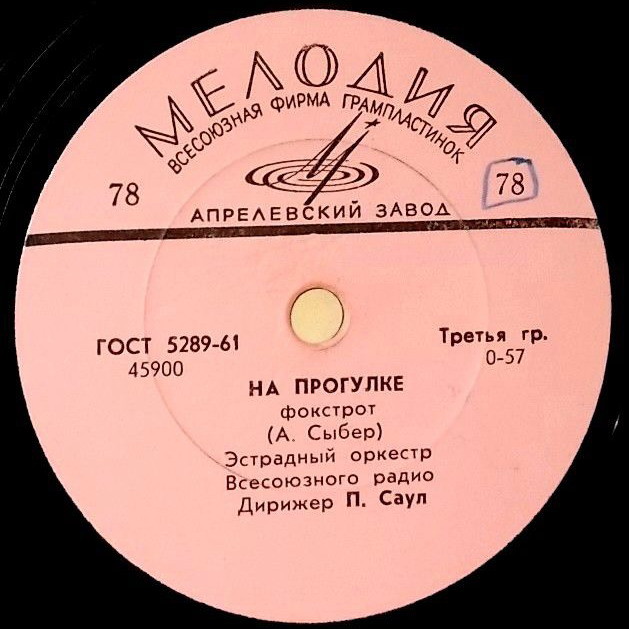 МЕЛОДИЯ
ВСЕСОЮЗНАЯ ФИРМА ГРАМПЛАСТИНОК
78
78
АПРЕЛЕВСКИЙ ЗАВОД
ГОСТ 5289-61
45900
Третья гр.
0-57
НА ПРОГУЛКЕ
фокстрот
(А. Сыбер)
Эстрадный оркестр
Всесоюзного радио
Дирижер П. Саул